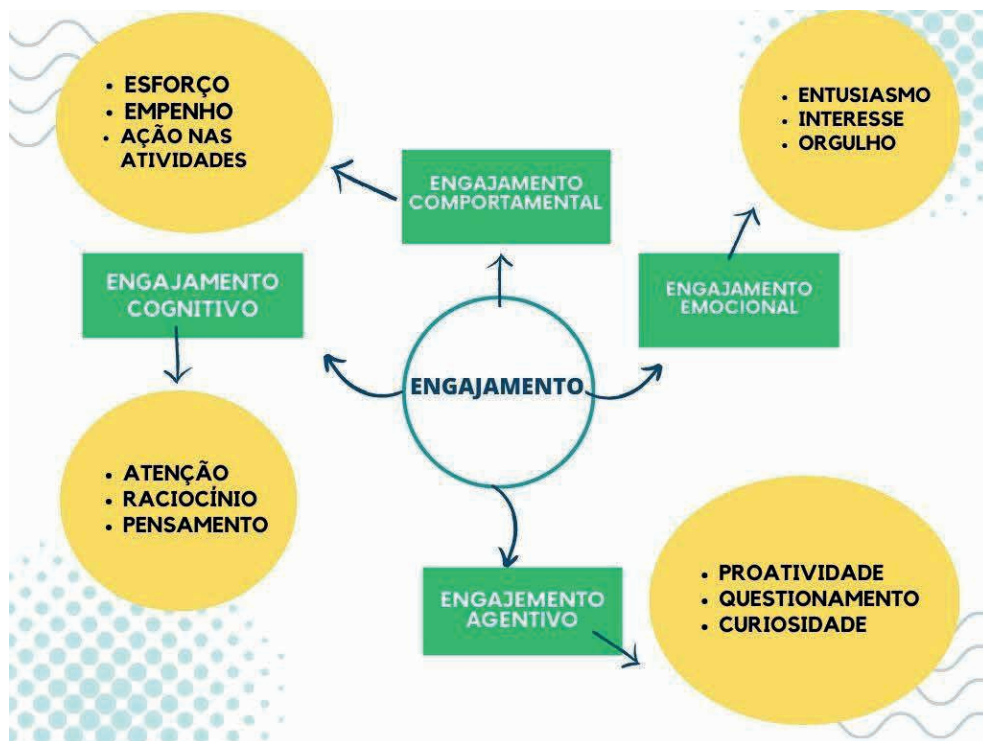 • ESFORÇO
• EMPENHO
• AÇÃO NAS
ATIVIDADES
• ENTUSIASMO
• INTERESSE
• ORGULHO
ENGAJAMENTO
COMPORTAMENTAL
ENGAJAMENTO
COGNITIVO
ENGAJAMENTO
EMOCIONAL
ENGAJAMENTO
• ATENÇÃO
• RACIOCÍNIO
• PENSAMENTO
ENGAJEMENTO
AGENTIVO
• PROATIVIDADE
• QUESTIONAMENTO
• CURIOSIDADE